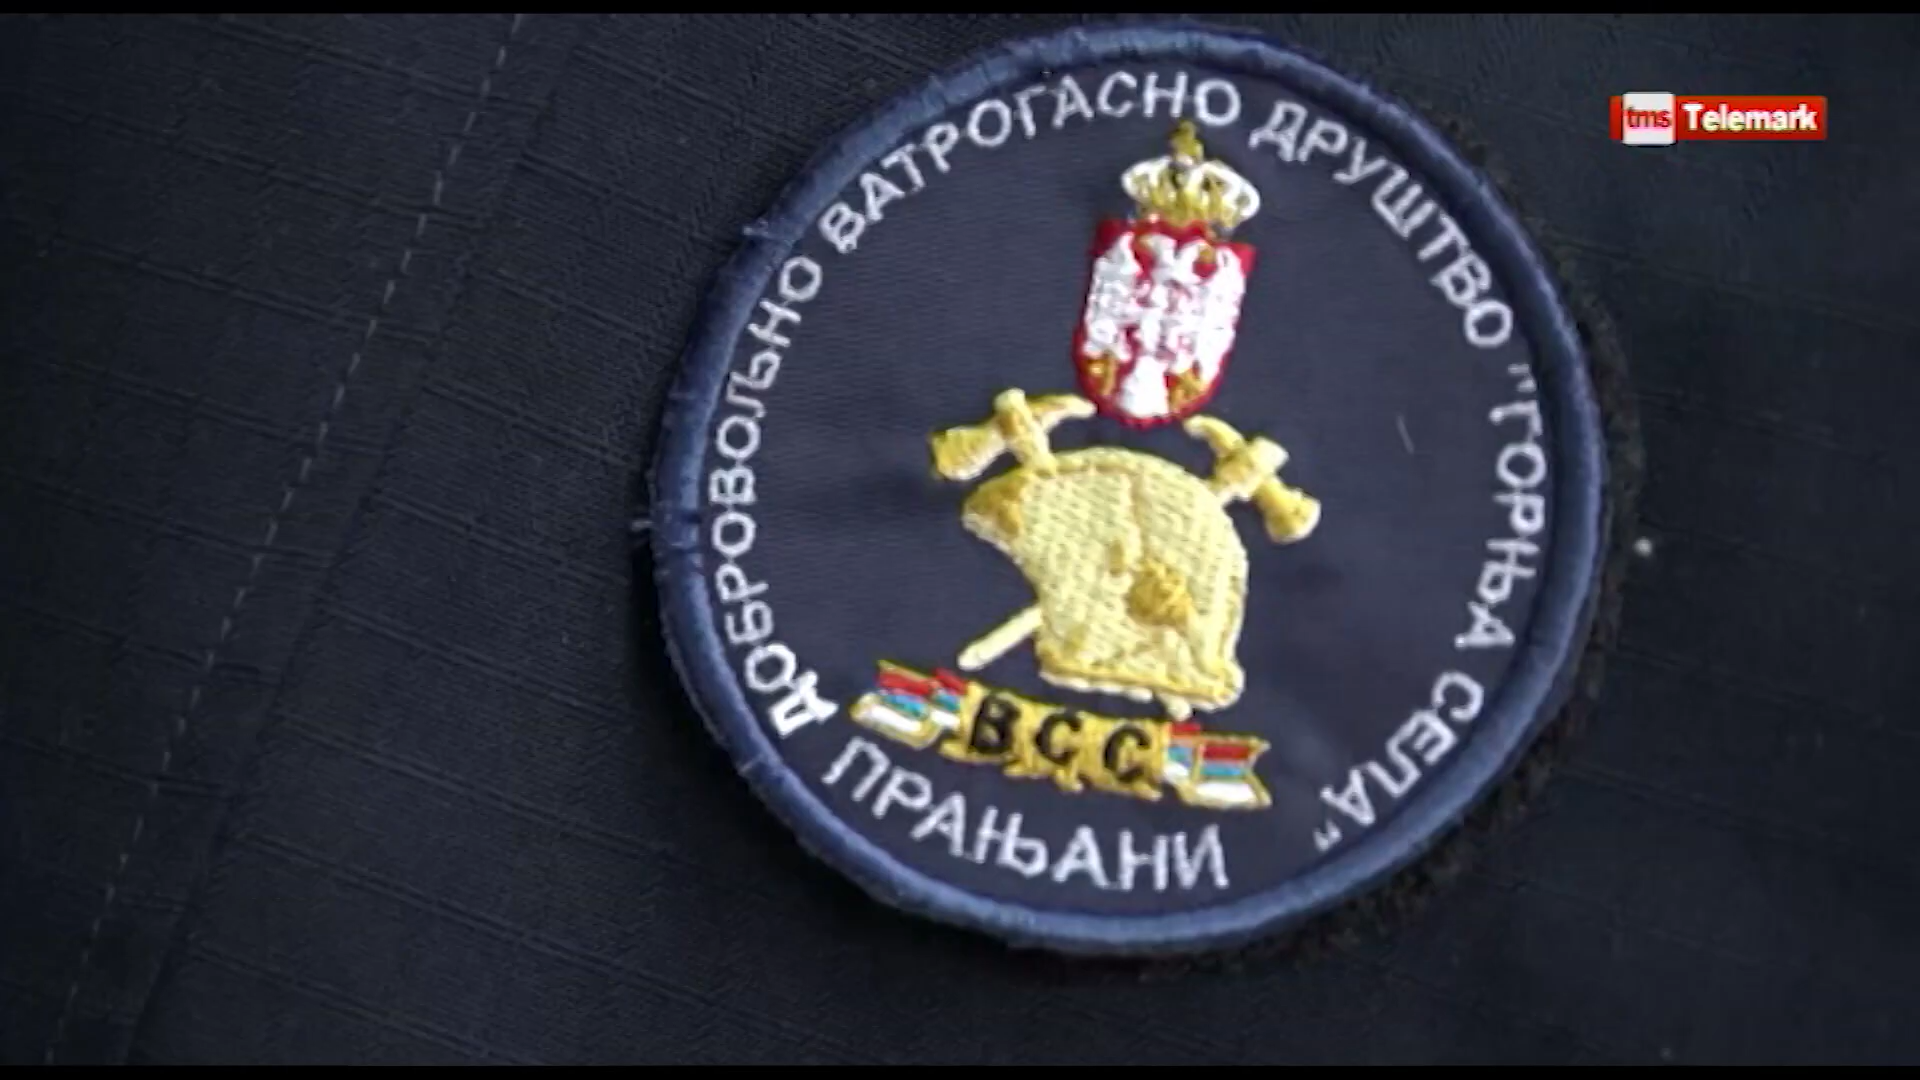 ДОБРОВОЉНО ВАТРОГАСНО ДРУШТВО "ГОРЊА СЕЛА"
ВСС
ПРАЊАНИ
tms Telemark